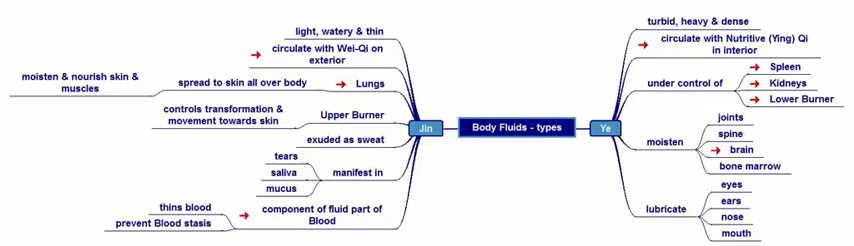 light, watery & thin
circulate with Wei-Qi on
exterior
moisten & nourish skin &
muscles
spread to skin all over body
Lungs
controls transformation &
movement towards skin
Upper Burner
exuded as sweat
tears
saliva
mucus
manifest in
thins blood
prevent Blood stasis
component of fluid part of
Blood
Jin
Body Fluids - types
Ye
turbid, heavy & dense
circulate with Nutritive (Ying) Qi
in interior
under control of
Spleen
Kidneys
Lower Burner
moisten
joints
spine
brain
bone marrow
lubricate
eyes
ears
nose
mouth